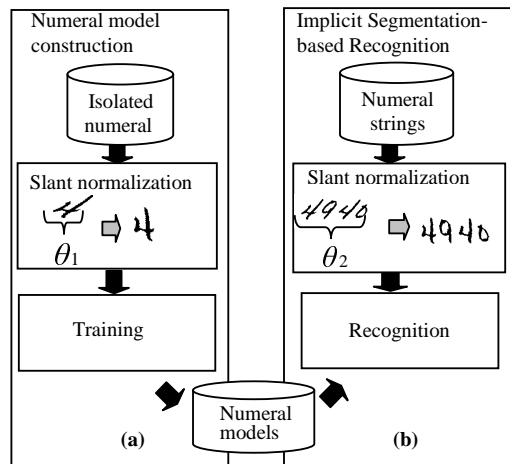 Numeral model
construction
Isolated
numeral
Slant normalization
4 4
θ1
Training
(a)
Implicit Segmentation-
based Recognition
Numeral
strings
Slant normalization
4940 4940
θ2
Recognition
(b)
Numeral
models